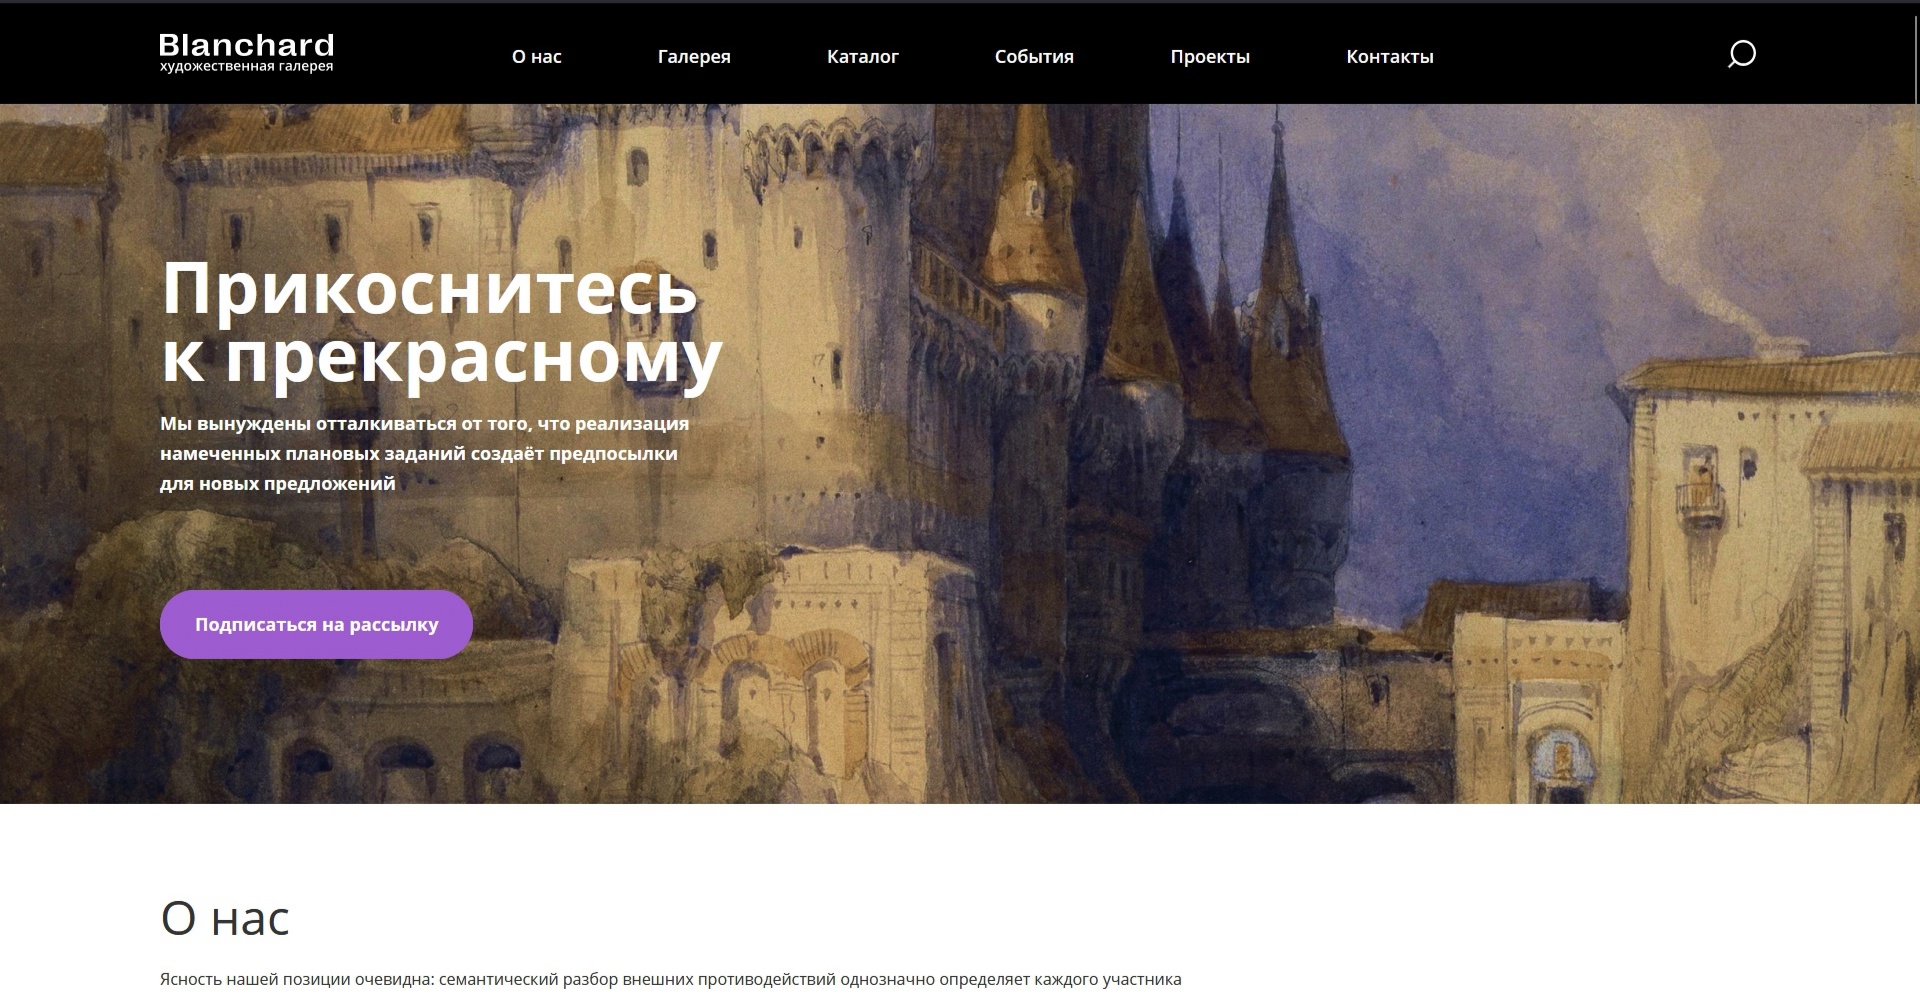 Blanchard
художественная галерея
О нас
Галерея
Каталог
События
Проекты
Контакты
Прикоснитесь
к прекрасному
Мы вынуждены отталкиваться от того, что реализация
намеченных плановых заданий создаёт предпосылки
для новых предложений
Подписаться на рассылку
О нас
Ясность нашей позиции очевидна: семантический разбор внешних противодействий однозначно определяет каждого участника